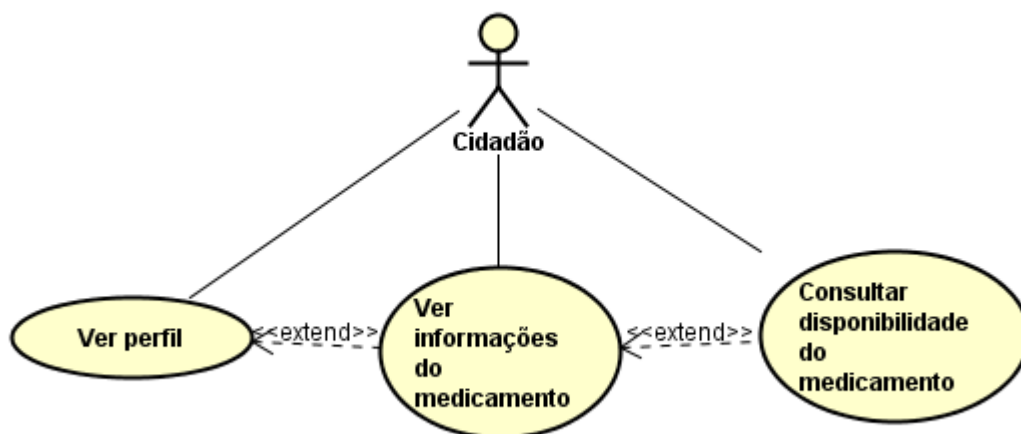 Cidadão
Ver perfil
<<extend>>
Ver
informações
do
medicamento
<<extend>>
Consultar
disponibilidade
do
medicamento